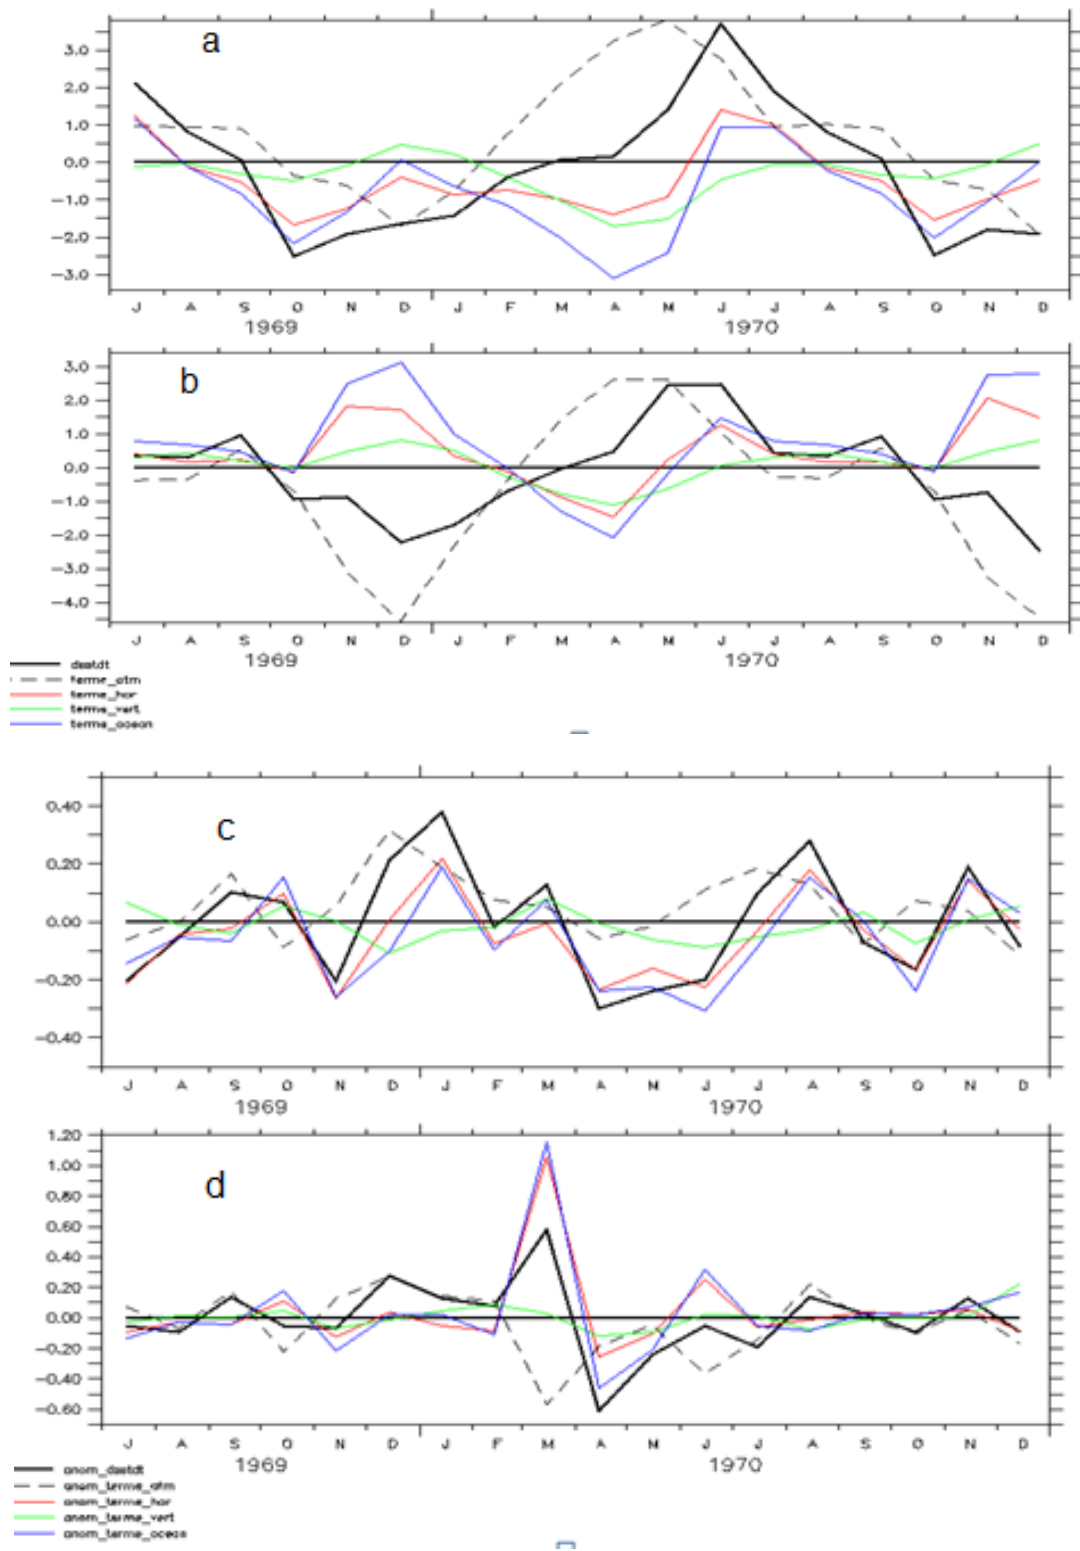 a
3.0
2.0
1.0
0.0
−1.0
−2.0
−3.0
J A S O N D J F M A M J J A S O N D
1969 1970
b
3.0
2.0
1.0
0.0
−1.0
−2.0
−3.0
−4.0
J A S O N D J F M A M J J A S O N D
1969 1970
dsstdt
terme_atm
terme_hor
terme_vert
terme_ocean
c
0.40
0.20
0.00
−0.20
−0.40
J A S O N D J F M A M J J A S O N D
1969 1970
d
1.20
1.00
0.80
0.60
0.40
0.20
0.00
−0.20
−0.40
−0.60
J A S O N D J F M A M J J A S O N D
1969 1970
anom_dsstdt
anom_terme_atm
anom_terme_hor
anom_terme_vert
anom_terme_ocean